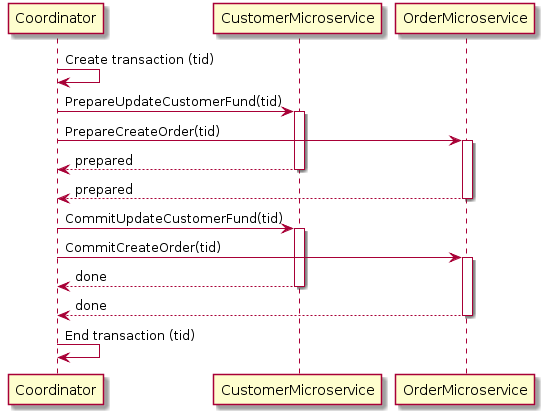 Coordinator
CustomerMicroservice
OrderMicroservice
Create transaction (tid)
PrepareUpdateCustomerFund(tid)
PrepareCreateOrder(tid)
prepared
prepared
CommitUpdateCustomerFund(tid)
CommitCreateOrder(tid)
done
done
End transaction (tid)
Coordinator
CustomerMicroservice
OrderMicroservice